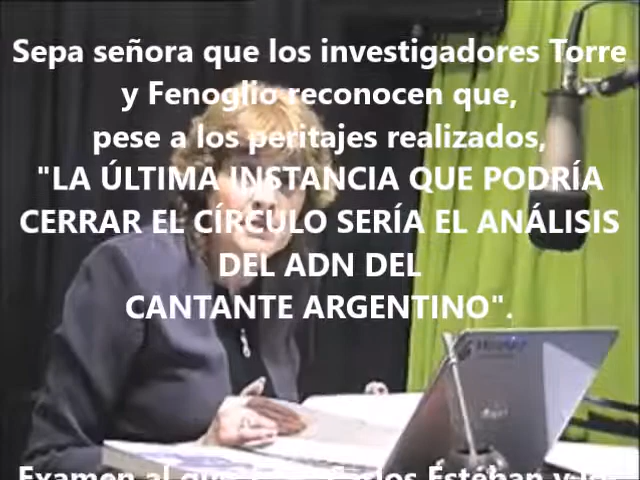 Sepa señora que los investigadores Torre
y Fenoglio reconocen que,
pese a los peritajes realizados,
"LA ÚLTIMA INSTANCIA QUE PODRÍA
CERRAR EL CÍRCULO SERÍA EL ANÁLISIS
DEL ADN DEL
CANTANTE ARGENTINO".
Examen al Estéban y